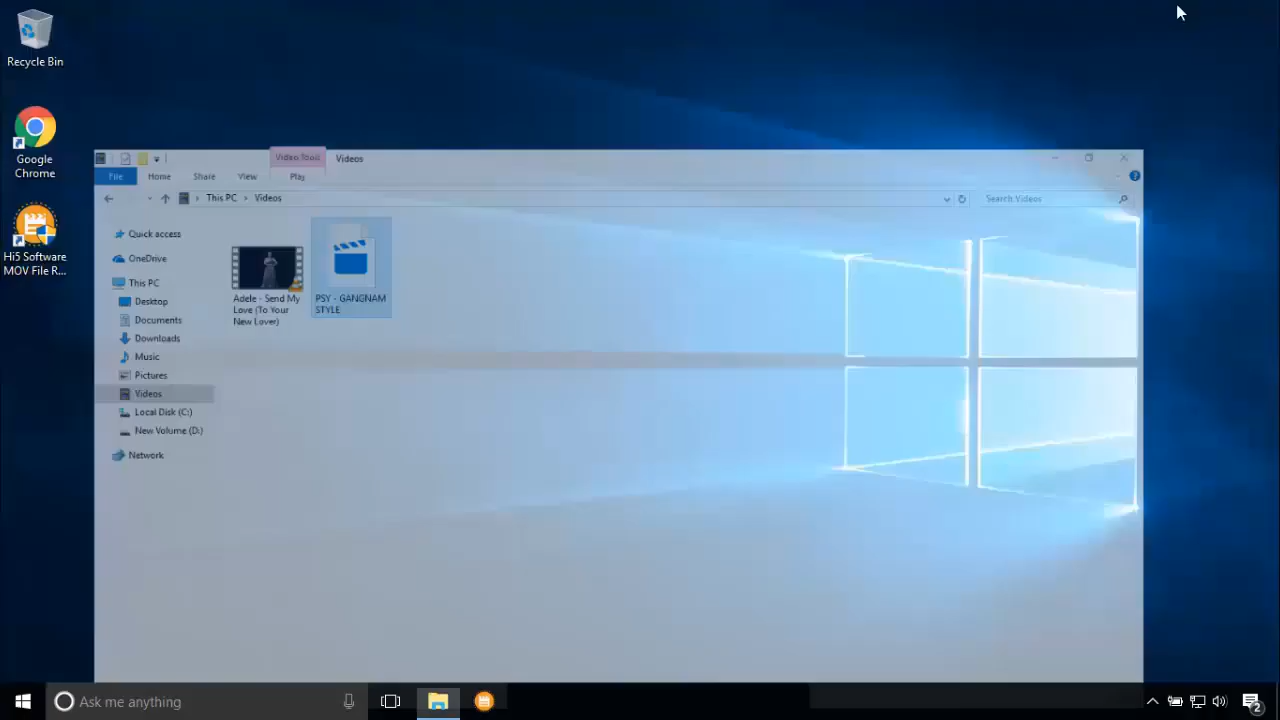 Recycle Bin
Google
Chrome
Hi5 Software
MOV File R...
Video Tools
Videos
File
Home
Share
View
Play
This PC
Videos
Search Videos
Quick access
OneDrive
This PC
Desktop
Documents
Downloads
Music
Pictures
Videos
Local Disk (C:)
New Volume (D:)
Network
Adele - Send My
Love (To Your
New Lover)
PSY - GANGNAM
STYLE
Ask me anything
2